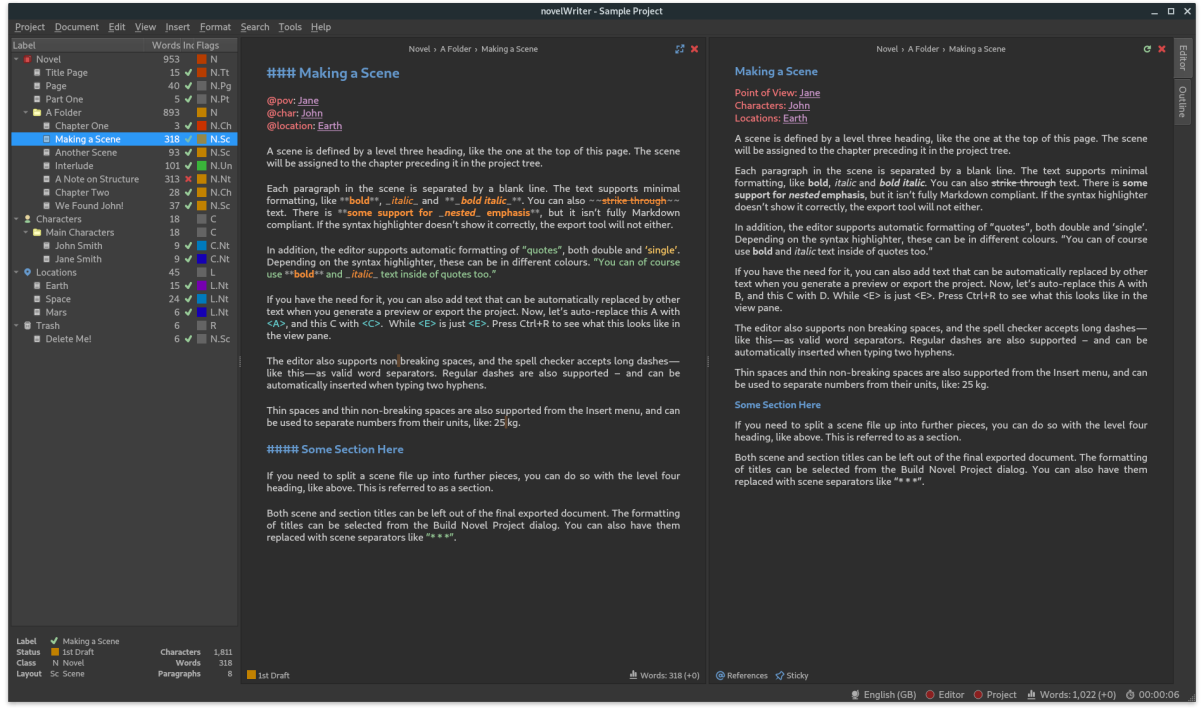 novelWriter - Sample Project
Project Document Edit View Insert Format Search Tools Help
Label Words Inc Flags
Novel 953 N
Title Page 15 N.Tt
Page 40 N.Pg
Part One 5 N.Pt
A Folder 893 N
Chapter One 3 N.Ch
Making a Scene 318 N.Sc
Another Scene 93 N.Sc
Interlude 101 N.Un
A Note on Structure 313 N.Nt
Chapter Two 28 N.Ch
We Found John! 37 N.Sc
Characters 18 C
Main Characters 18 C
John Smith 9 C.Nt
Jane Smith 9 C.Nt
Locations 45 L
Earth 15 L.Nt
Space 24 L.Nt
Mars 6 L.Nt
Trash 6 R
Delete Me! 6 N.Sc
Label Making a Scene
Status 1st Draft Characters 1,811
Class N Novel Words 318
Layout Sc Scene Paragraphs 8
Novel › A Folder › Making a Scene
### Making a Scene
@pov: Jane
@char: John
@location: Earth
A scene is defined by a level three heading, like the one at the top of this page. The scene
will be assigned to the chapter preceding it in the project tree.
Each paragraph in the scene is separated by a blank line. The text supports minimal
formatting, like **bold**, _italic_ and **_bold italic_**. You also can ~~strike through~~
text. There is **some support for _nested_ emphasis**, but it isn’t fully Markdown
compliant. If the syntax highlighter doesn’t show it correctly, the export tool will not either.
In addition, the editor supports automatic formatting of “quotes”, both double and ‘single’.
Depending on the syntax highlighter, these can be in different colours. “You can of course
use **bold** and _italic_ text inside of quotes too.”
If you have the need for it, you can also add text that can be automatically replaced by other
text when you generate a preview or export the project. Now, let’s auto-replace this A with
<A>, and this C with <C>. While <E> is just <E>. Press Ctrl+R to see what this looks like in
the view pane.
The editor also supports non breaking spaces, and the spell checker accepts long dashes—
like this—as valid word separators. Regular dashes are also supported – and can be
automatically inserted when typing two hyphens.
Thin spaces and thin non-breaking spaces are also supported from the Insert menu, and can
be used to separate numbers from their units, like: 25 kg.
#### Some Section Here
If you need to split a scene file up into further pieces, you can do so with the level four
heading, like above. This is referred to as a section.
Both scene and section titles can be left out of the final exported document. The formatting
of titles can be selected from the Build Novel Project dialog. You can also have them
replaced with scene separators like “* * *”.
1st Draft Words: 318 (+0)
Novel › A Folder › Making a Scene
Making a Scene
Point of View: Jane
Characters: John
Locations: Earth
A scene is defined by a level three heading, like the one at the top of this page. The scene
will be assigned to the chapter preceding it in the project tree.
Each paragraph in the scene is separated by a blank line. The text supports minimal
formatting, like bold, italic and bold italic. You can also strike through text. There is some
support for nested emphasis, but it isn’t fully Markdown compliant. If the syntax highlighter
doesn’t show it correctly, the export tool will not either.
In addition, the editor supports automatic formatting of “quotes”, both double and ‘single’.
Depending on the syntax highlighter, these can be in different colours. “You can of course
use bold and italic text inside of quotes too.”
If you have the need for it, you can also add text that can be automatically replaced by other
text when you generate a preview or export the project. Now, let’s auto-replace this A with
B, and this C with D. While <E> is just <E>. Press Ctrl+R to see what this looks like in the
view pane.
The editor also supports non breaking spaces, and the spell checker accepts long dashes—
like this—as valid word separators. Regular dashes are also supported – and can be
automatically inserted when typing two hyphens.
Thin spaces and thin non-breaking spaces are also supported from the Insert menu, and can
be used to separate numbers from their units, like: 25 kg.
Some Section Here
If you need to split a scene file up into further pieces, you can do so with the level four
heading, like above. This is referred to as a section.
Both scene and section titles can be left out of the final exported document. The formatting
of titles can be selected from the Build Novel Project dialog. You can also have them
replaced with scene separators like “* * *”.
References Sticky
Editor
Outline
English (GB) Editor Project Words: 1,022 (+0) 00:00:06